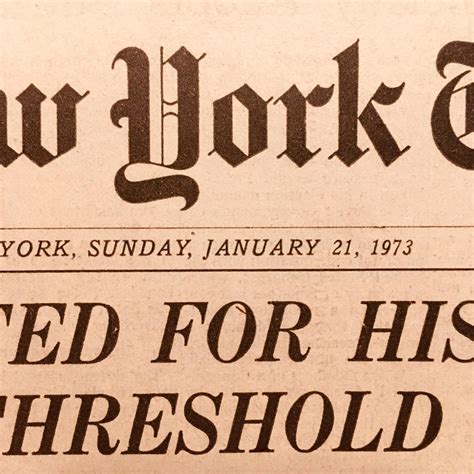 w York T
YORK, SUNDAY, JANUARY 21, 1973
TED FOR HIS
THRESHOLD